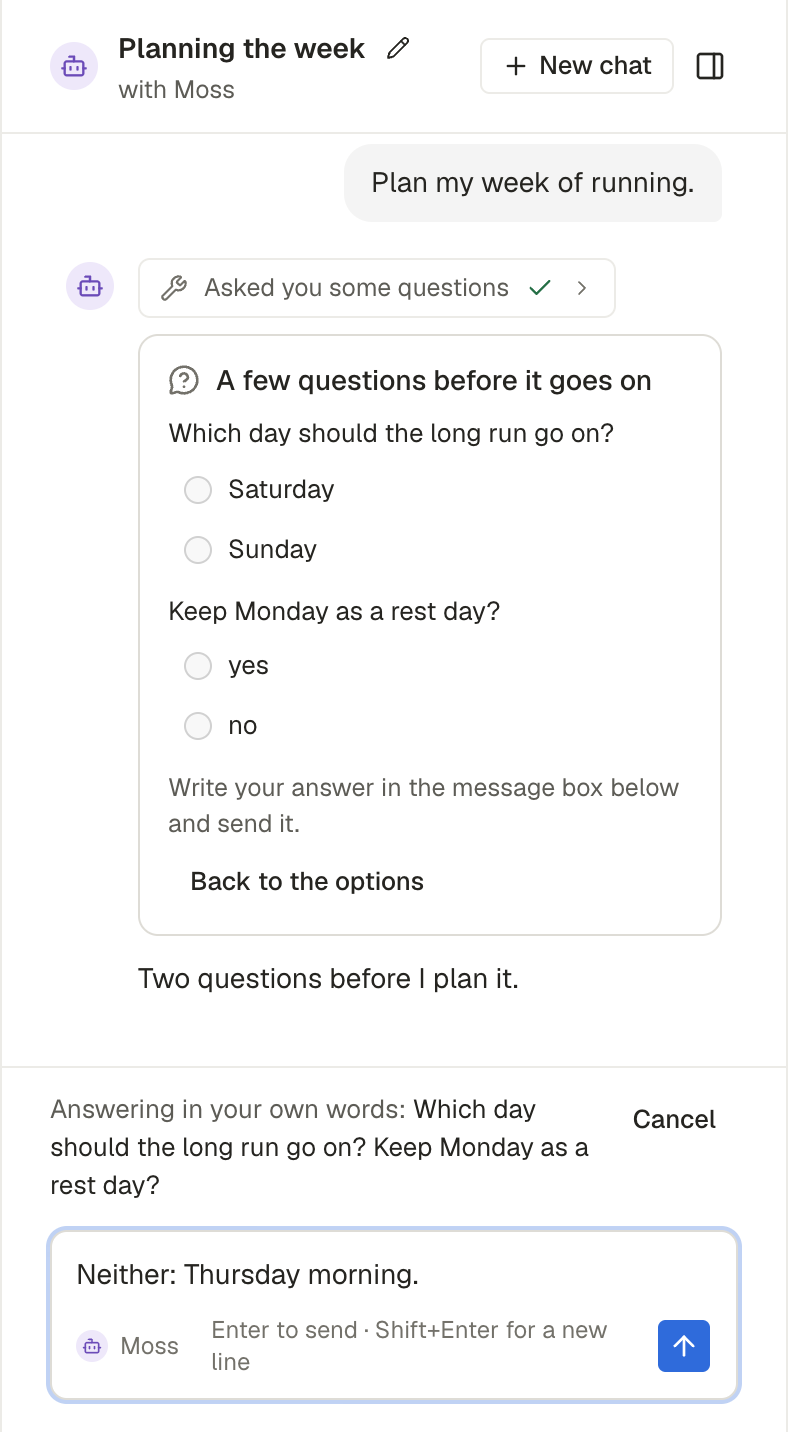 Planning the week
with Moss
New chat
Plan my week of running.
Asked you some questions
A few questions before it goes on
Which day should the long run go on?
Saturday
Sunday
Keep Monday as a rest day?
yes
no
Write your answer in the message box below
and send it.
Back to the options
Two questions before I plan it.
Answering in your own words: Which day
should the long run go on? Keep Monday as a
rest day?
Cancel
Neither: Thursday morning.
Moss
Enter to send · Shift+Enter for a new
line